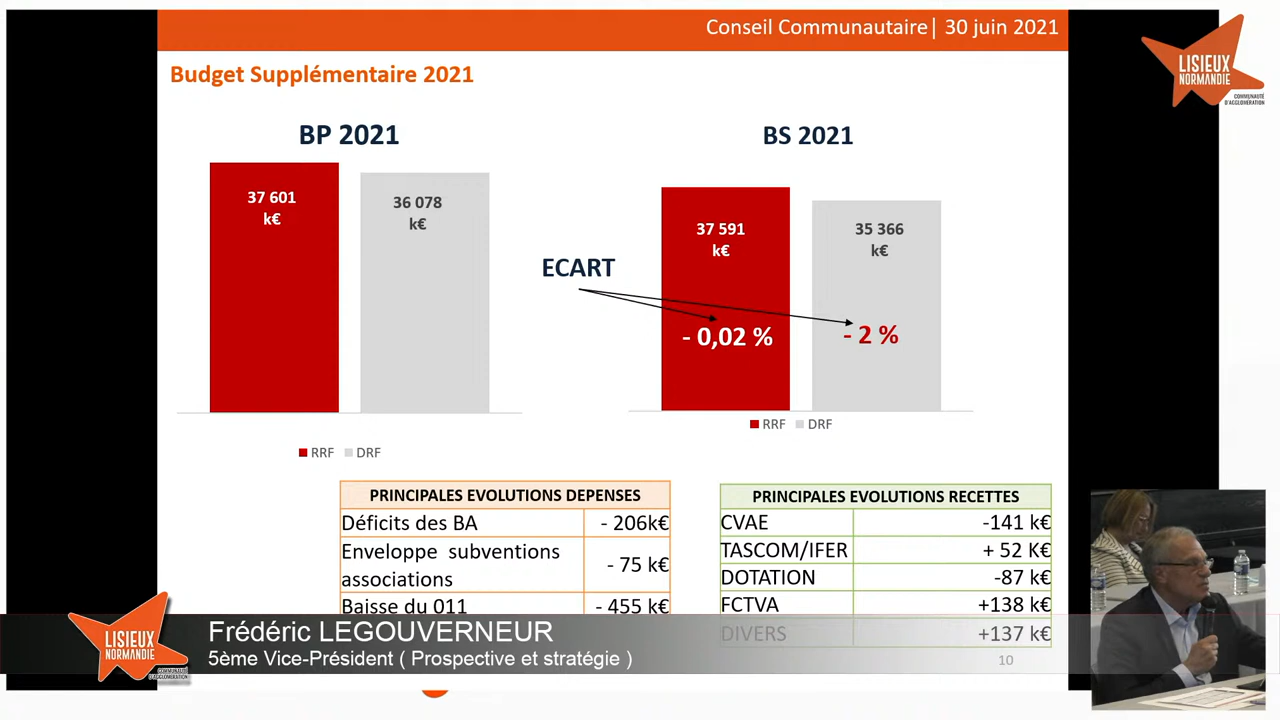 Conseil Communautaire| 30 juin 2021
LISIEUX
NORMANDIE
COMMUNAUTÉ
D'AGGLOMÉRATION
Budget Supplémentaire 2021
BP 2021
BS 2021
37 601
k€
36 078
k€
37 591
k€
35 366
k€
ECART
- 0,02 %
- 2 %
RRF DRF
RRF DRF
PRINCIPALES EVOLUTIONS DEPENSES
Déficits des BA - 206k€
Enveloppe subventions
associations - 75 k€
Baisse du 011 - 455 k€
PRINCIPALES EVOLUTIONS RECETTES
CVAE -141 k€
TASCOM/IFER + 52 K€
DOTATION -87 k€
FCTVA +138 k€
DIVERS +137 k€
LISIEUX
NORMANDIE
COMMUNAUTÉ
D'AGGLOMÉRATION
Frédéric LEGOUVERNEUR
5ème Vice-Président ( Prospective et stratégie )
10